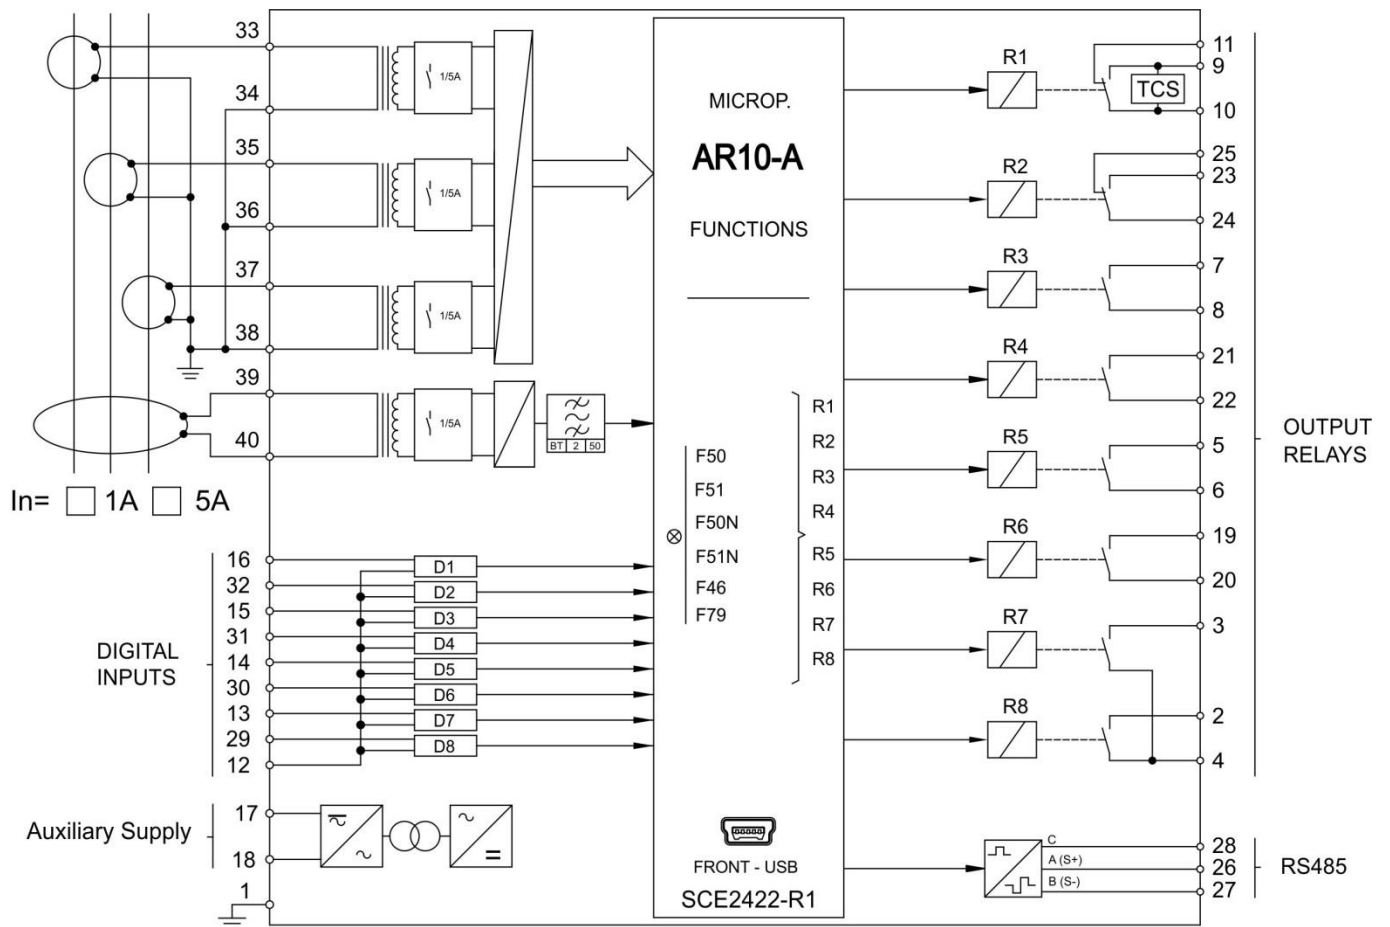 33
34
35
36
37
38
39
40
1/5A
1/5A
1/5A
1/5A
BT 2 50
In= 1A 5A
DIGITAL
INPUTS
16
32
15
31
14
30
13
29
12
D1
D2
D3
D4
D5
D6
D7
D8
Auxiliary Supply
17
18
1
MICROP.
AR10-A
FUNCTIONS
F50
F51
F50N
F51N
F46
F79
R1
R2
R3
R4
R5
R6
R7
R8
FRONT - USB
SCE2422-R1
R1
R2
R3
R4
R5
R6
R7
R8
TCS
11
9
10
25
23
24
7
8
21
22
5
6
19
20
3
2
4
OUTPUT
RELAYS
C
A (S+)
B (S-)
28
26
27
RS485